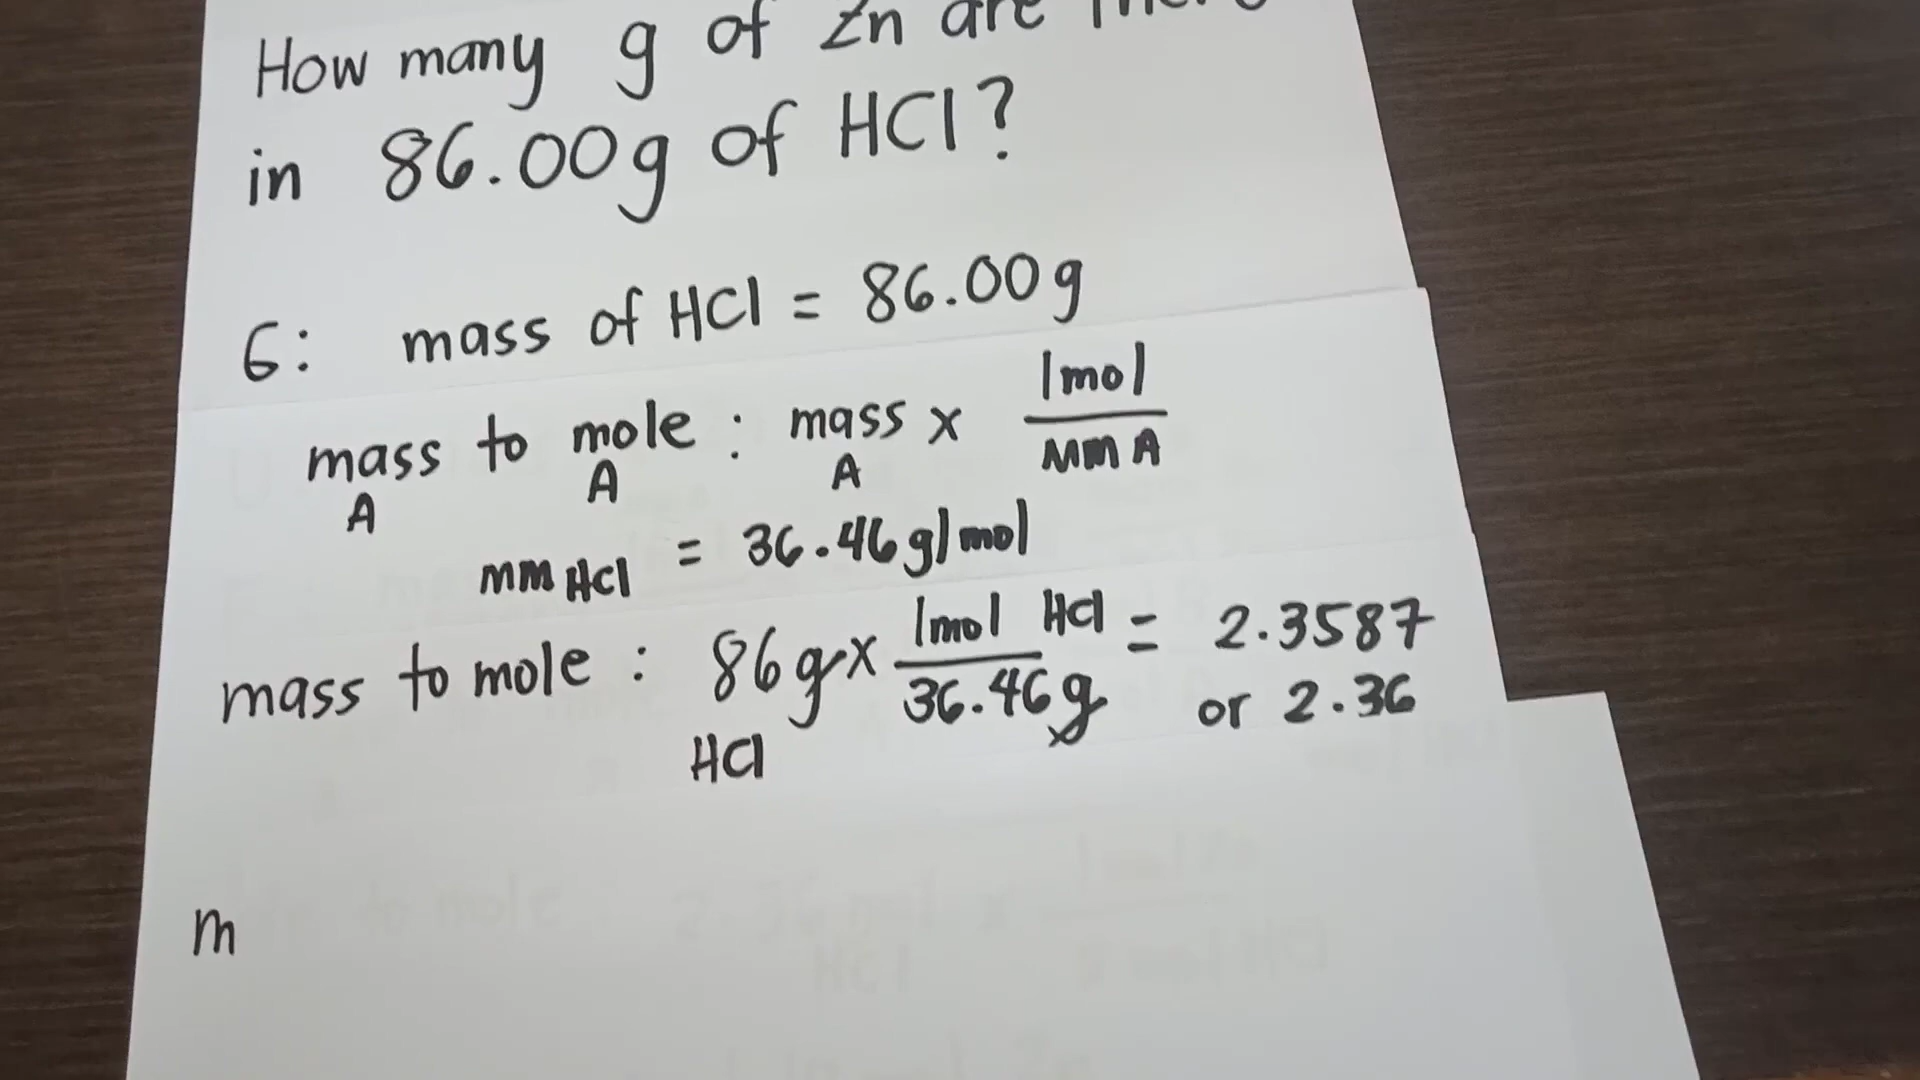 How many g of Zn are there
in 86.00g of HCl?
G: mass of HCl = 86.00g
mass A to mole A : mass A x 1mol / MM A
mm HCl = 36.46 g/mol
mass to mole : 86g HCl x 1mol HCl / 36.46g = 2.3587
or 2.36
m